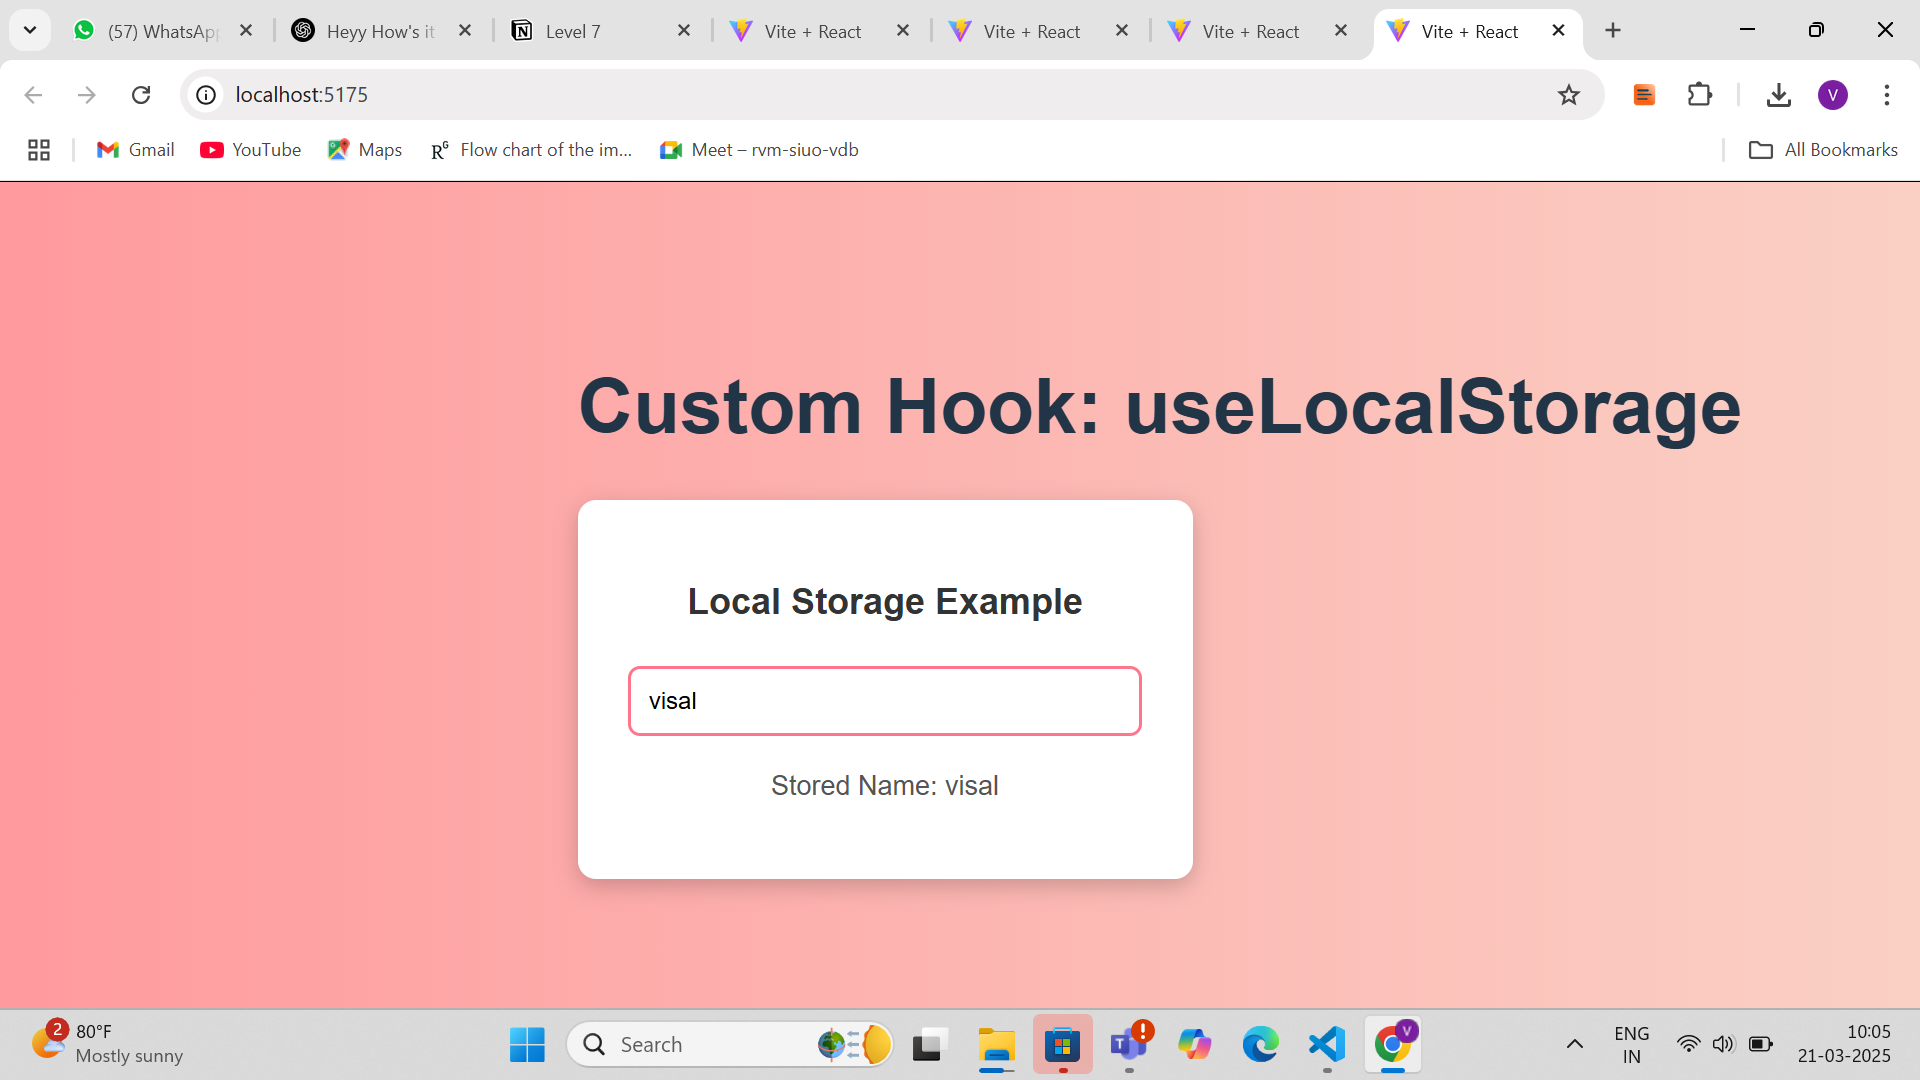 (57) WhatsApp
Heyy How's it
Level 7
Vite + React
Vite + React
Vite + React
Vite + React
localhost:5175
V
Gmail
YouTube
Maps
RG
Flow chart of the im...
Meet – rvm-siuo-vdb
All Bookmarks
Custom Hook: useLocalStorage
Local Storage Example
visal
Stored Name: visal
2
80°F
Mostly sunny
Search
T
V
ENG
IN
10:05
21-03-2025